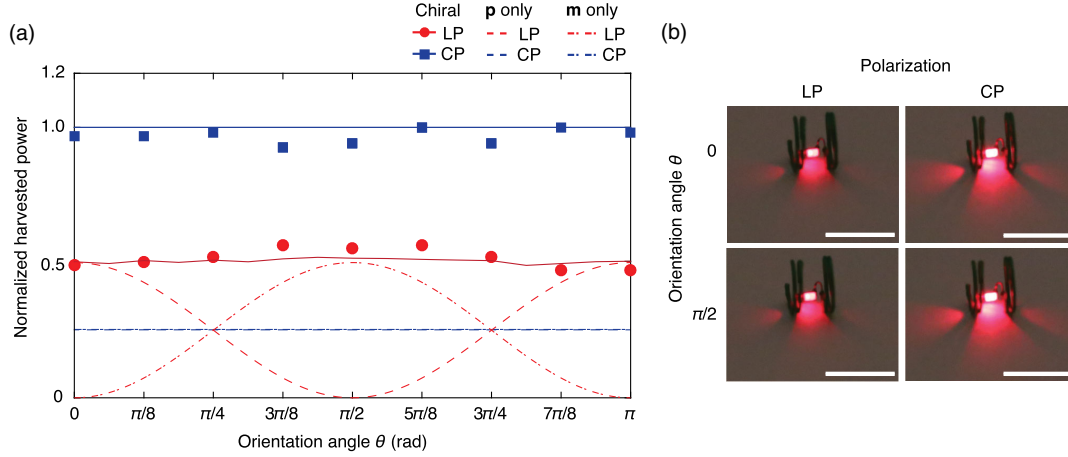 (a)
Chiral p only m only
LP LP LP
CP CP CP
Normalized harvested power
1.2
1.0
0.5
0
0 π/8 π/4 3π/8 π/2 5π/8 3π/4 7π/8 π
Orientation angle θ (rad)
(b)
Polarization
LP CP
Orientation angle θ
0
π/2